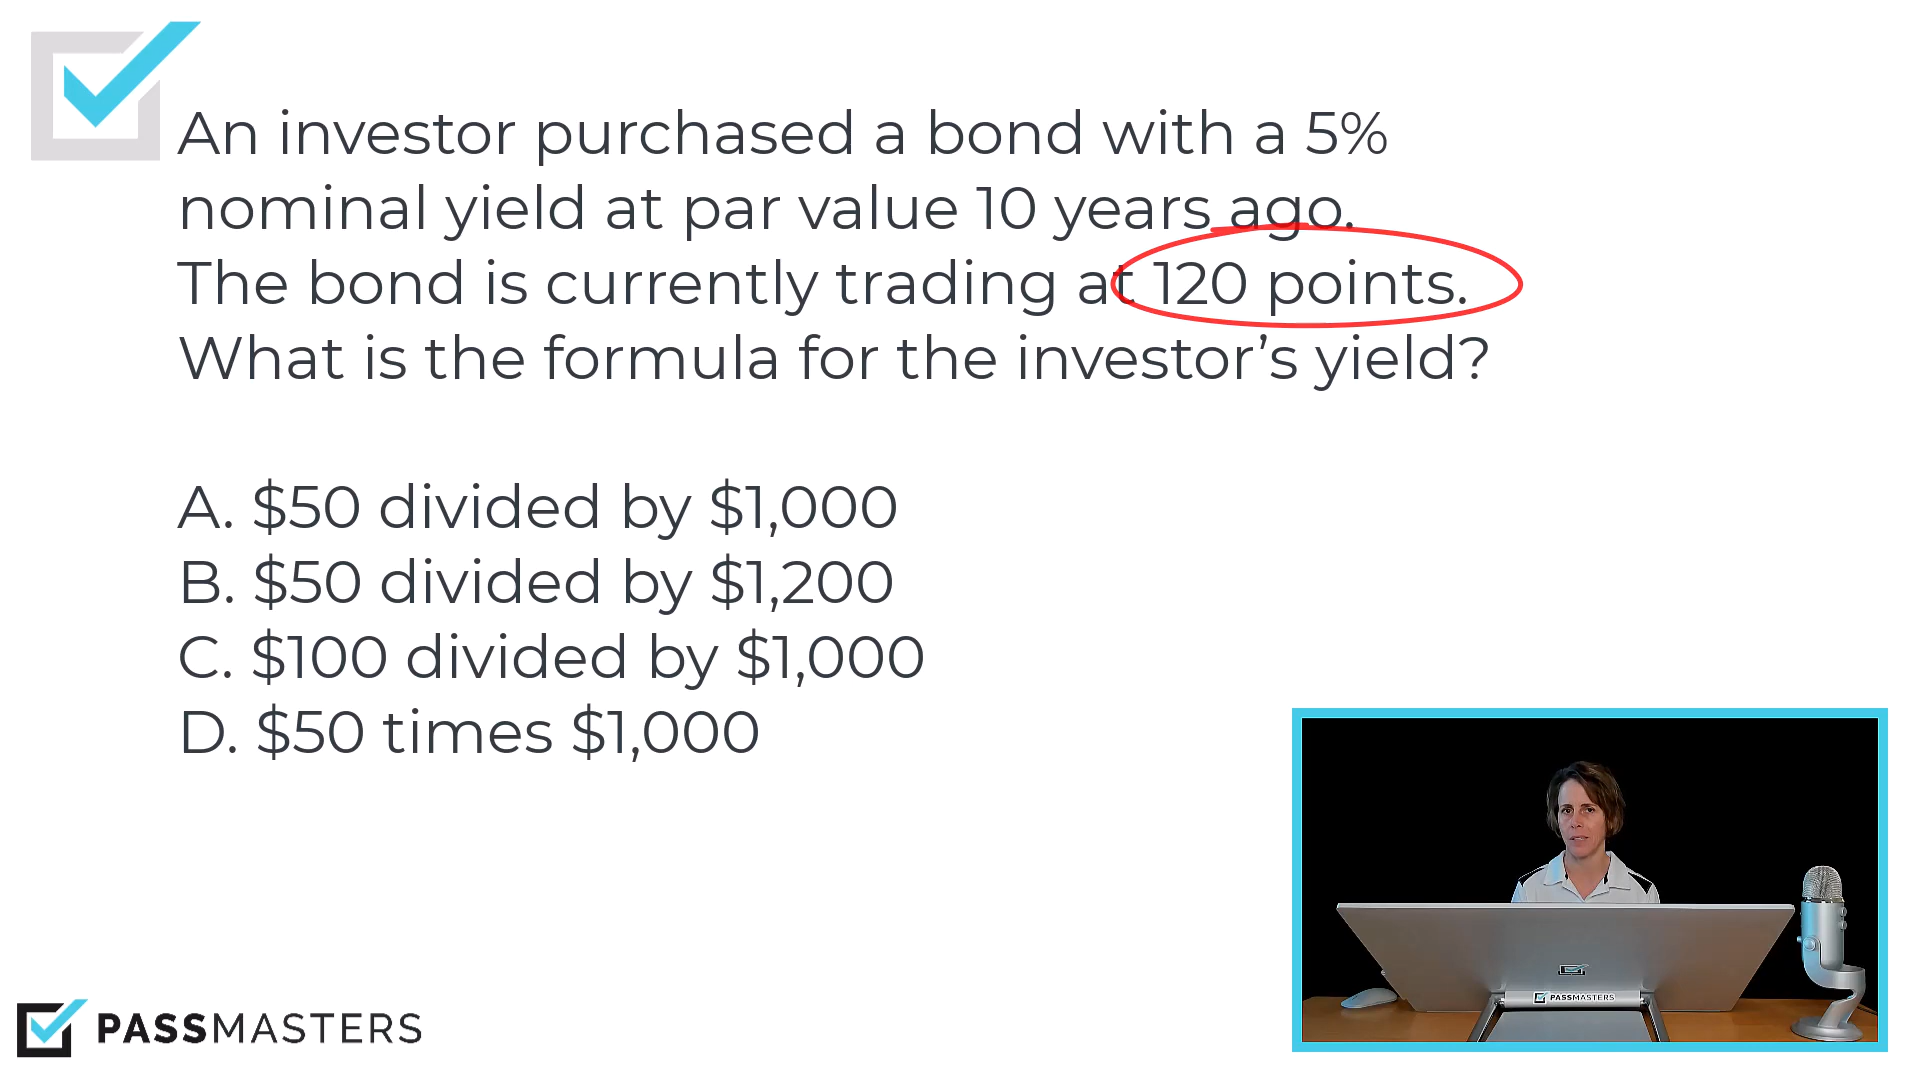 An investor purchased a bond with a 5%
nominal yield at par value 10 years ago.
The bond is currently trading at 120 points.
What is the formula for the investor’s yield?
A. $50 divided by $1,000
B. $50 divided by $1,200
C. $100 divided by $1,000
D. $50 times $1,000
PASSMASTERS
PASSMASTERS